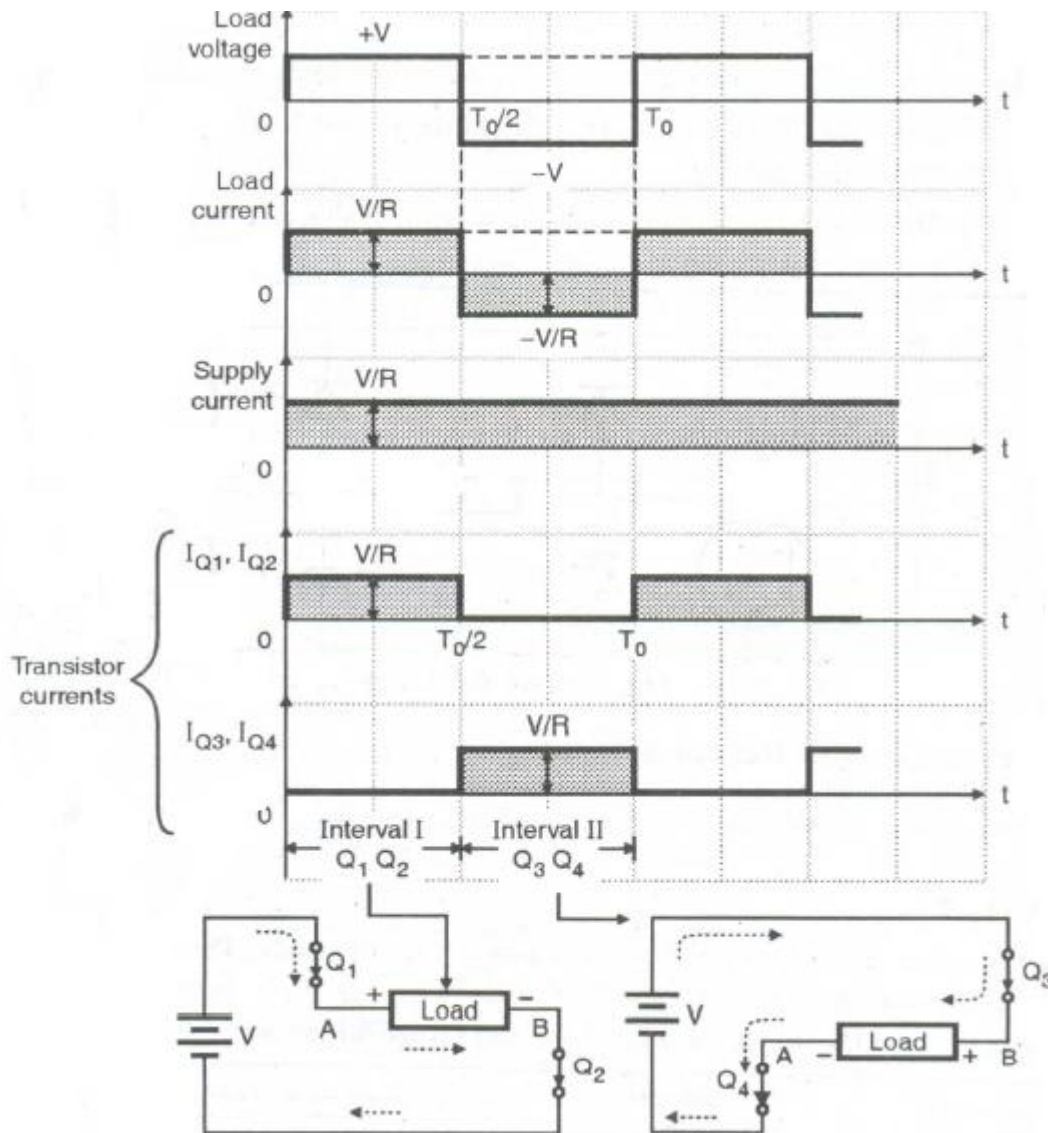 Load
voltage
+V
0
T0/2
T0
t
−V
Load
current
V/R
0
t
−V/R
Supply
current
V/R
0
t
Transistor
currents
IQ1, IQ2
V/R
0
T0/2
T0
t
IQ3, IQ4
V/R
0
t
Interval I
Q1 Q2
Interval II
Q3 Q4
V
Q1
+
Load
−
A
B
Q2
V
Q3
A
−
Load
+
B
Q4